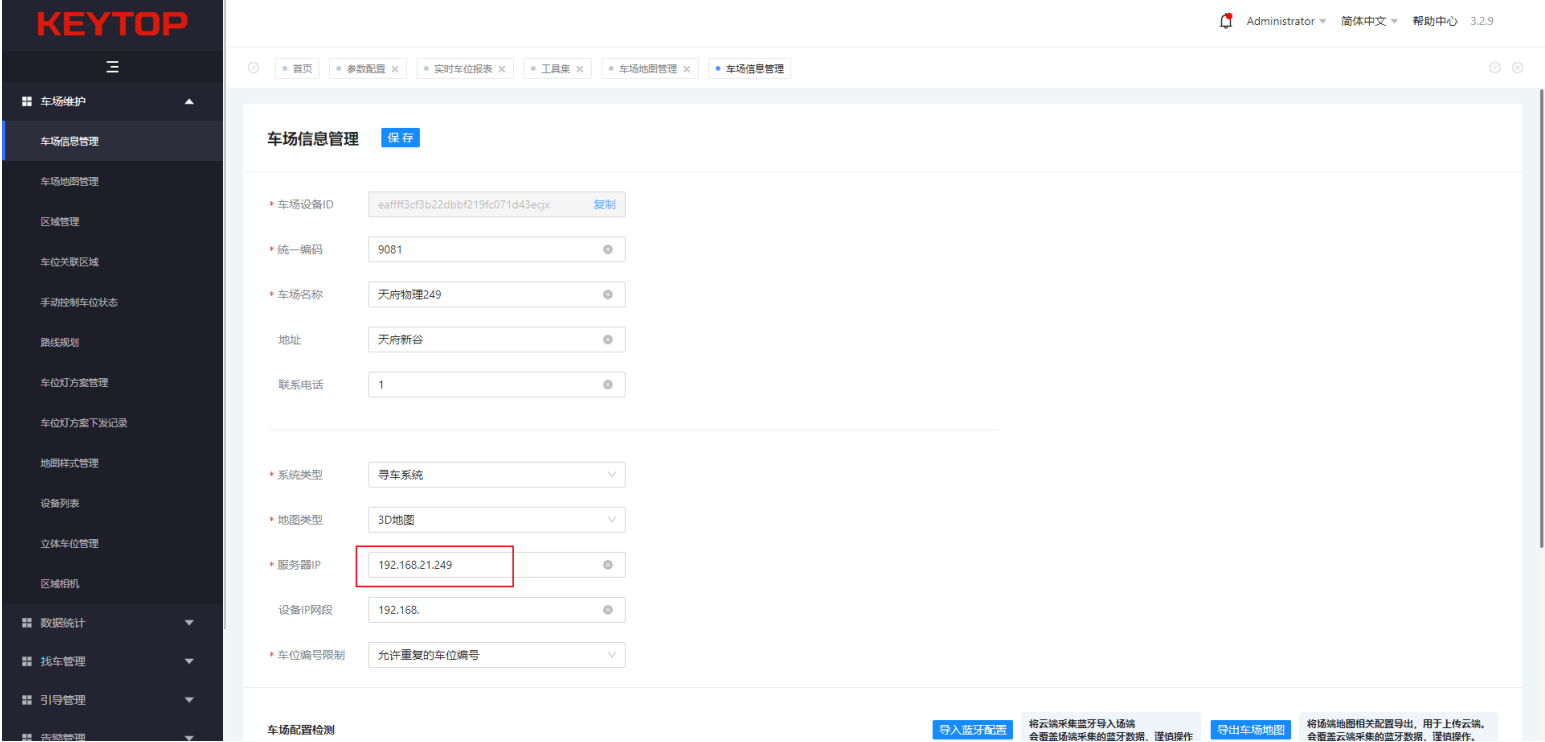 KEYTOP
Administrator 简体中文 帮助中心 3.2.9
首页 参数配置 实时车位报表 工具集 车场地图管理 车场信息管理
车场维护
车场信息管理
车场地图管理
区域管理
车位关联区域
手动控制车位状态
路线规划
车位灯方案管理
车位灯方案下发记录
地图样式管理
设备列表
立体车位管理
区域相机
数据统计
找车管理
引导管理
告警管理
车场信息管理 保存
* 车场设备ID eaffff3cf3b22dbbf219fc071d43ecjx 复制
* 统一编码 9081
* 车场名称 天府物理249
地址 天府新谷
联系电话 1
* 系统类型 寻车系统
* 地图类型 3D地图
* 服务器IP 192.168.21.249
设备IP网段 192.168.
* 车位编号限制 允许重复的车位编号
车场配置检测
导入蓝牙配置
将云端采集蓝牙导入场端
会覆盖场端采集的蓝牙数据，谨慎操作
导出车场地图
将场端地图相关配置导出，用于上传云端。
会覆盖云端采集的蓝牙数据，谨慎操作。